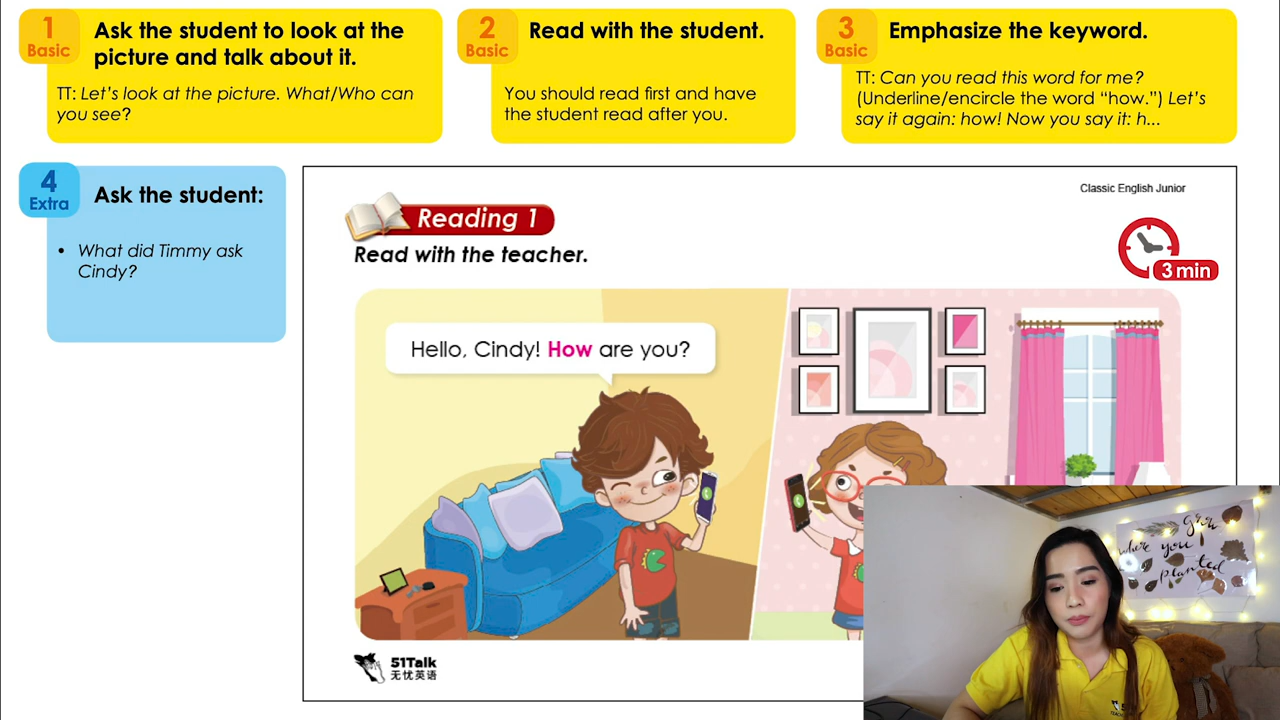 1
Basic
Ask the student to look at the
picture and talk about it.
TT: Let's look at the picture. What/Who can
you see?
2
Basic
Read with the student.
You should read first and have
the student read after you.
3
Basic
Emphasize the keyword.
TT: Can you read this word for me?
(Underline/encircle the word “how.”) Let's
say it again: how! Now you say it: h...
4
Extra
Ask the student:
• What did Timmy ask
Cindy?
Classic English Junior
Reading 1
Read with the teacher.
3 min
Hello, Cindy! How are you?
51Talk
无忧英语
grow
where you
planted